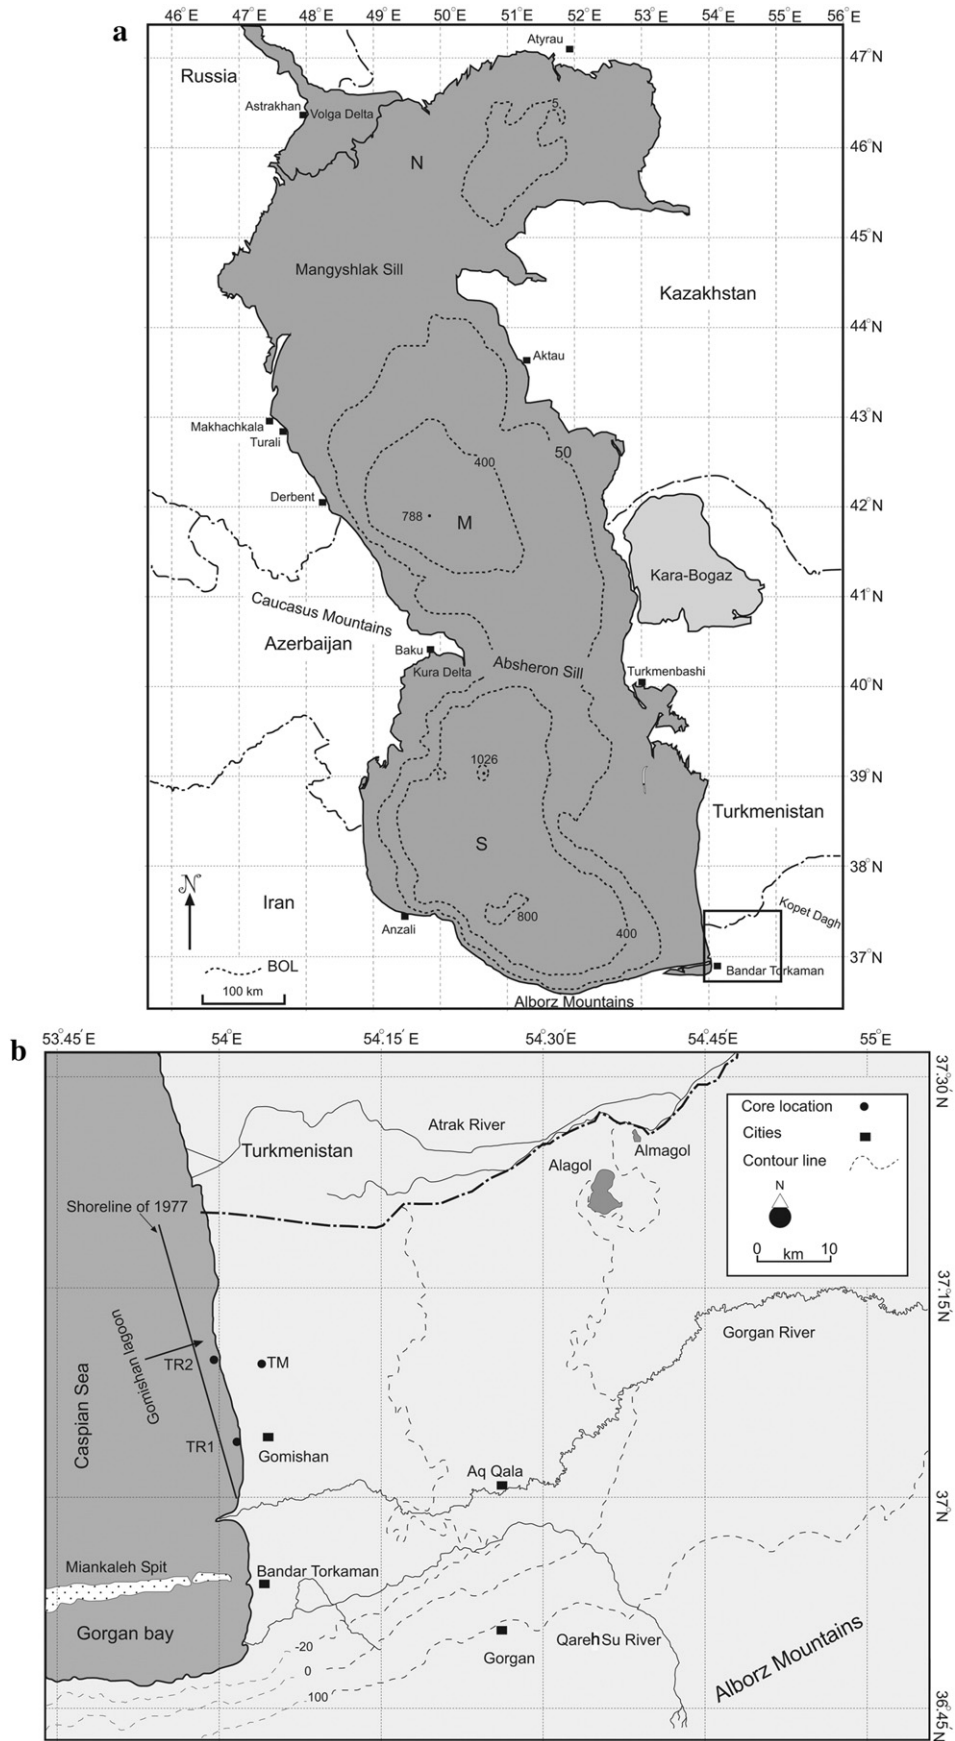 a
46°E 47°E 48°E 49°E 50°E 51°E 52°E 53°E 54°E 55°E 56°E
Atyrau
47°N
Russia
Astrakhan
Volga Delta
5
46°N
N
45°N
Mangyshlak Sill
Kazakhstan
44°N
Aktau
43°N
Makhachkala
Turali
50
400
Derbent
42°N
788
M
Kara-Bogaz
41°N
Caucasus Mountains
Azerbaijan
Baku
Kura Delta
Absheron Sill
Turkmenbashi
40°N
1026
39°N
Turkmenistan
S
38°N
N
Iran
Anzali
800
400
Kopet Dagh
37°N
BOL
100 km
Bandar Torkaman
Alborz Mountains
b
53°.45′E 54°E 54°.15′E 54°.30′E 54°.45′E 55°E
37°.30′N
Core location
Cities
Contour line
N
0 km 10
Atrak River
Turkmenistan
Almagol
Alagol
Shoreline of 1977
37°.15′N
Gorgan River
Gomishan lagoon
TR2
TM
Caspian Sea
TR1
Gomishan
Aq Qala
37°N
Miankaleh Spit
Bandar Torkaman
Gorgan bay
-20
0
100
Gorgan
QarehSu River
Alborz Mountains
36°.45′N